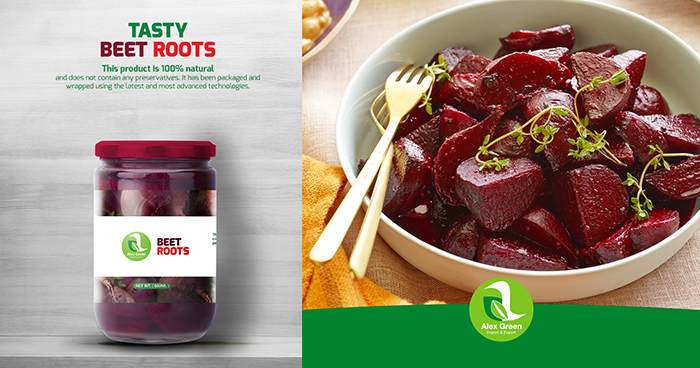 TASTY
BEET ROOTS
This product is 100% natural
and does not contain any preservatives. It has been packaged and
wrapped using the latest and most advanced technologies.
Alex Green
BEET
ROOTS
NET WT. ( 660ML )
Alex Green
Import & Export